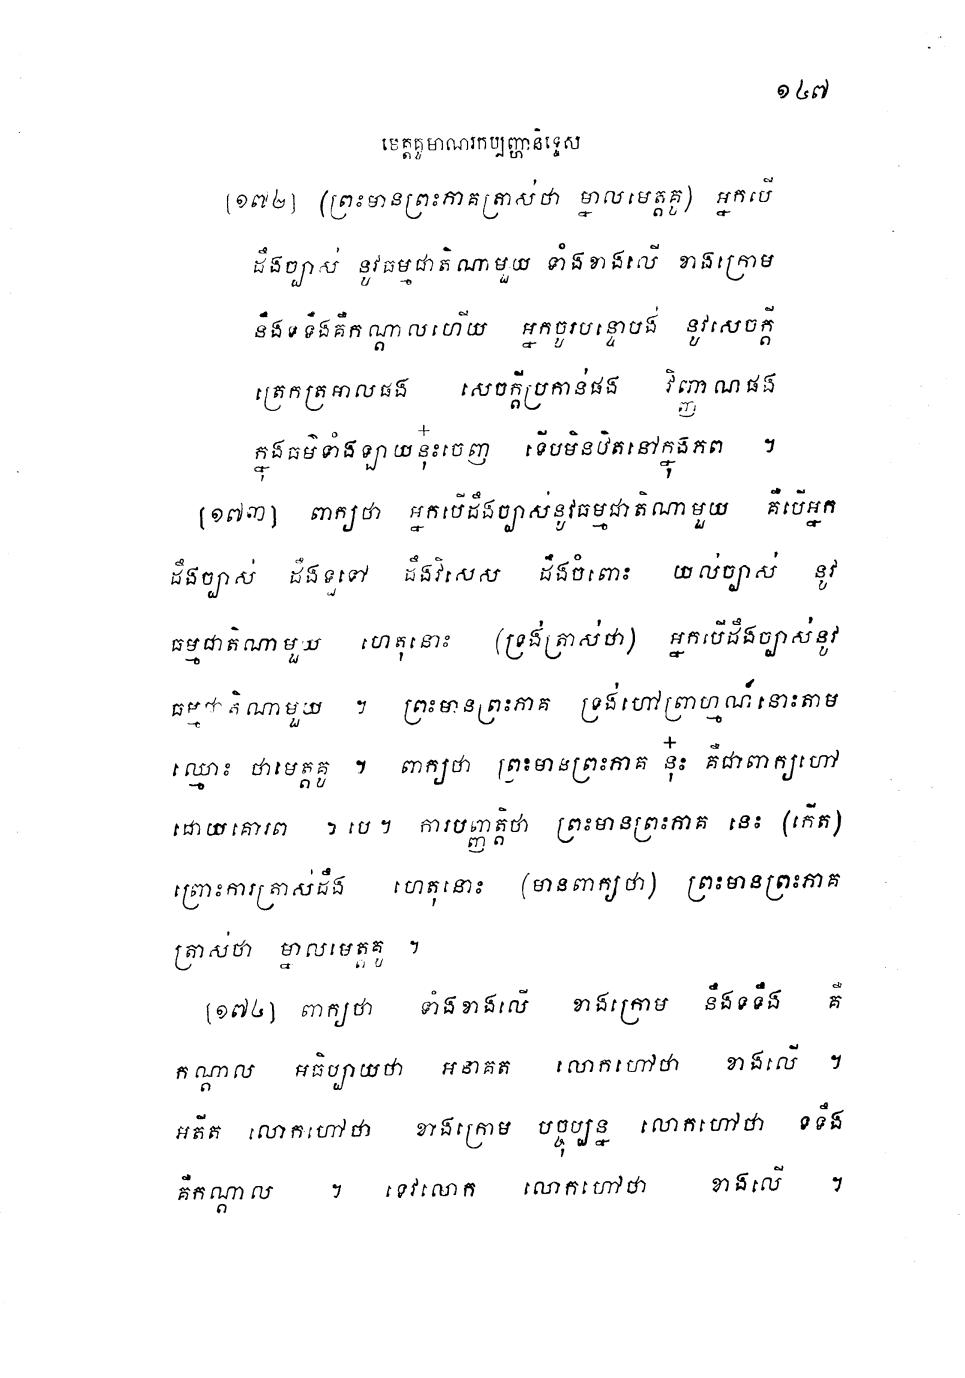 ១៤៧
មេត្តគូមាណវកប្បញ្ហានិទ្ទេស
[១៧២] (ព្រះមានព្រះភាគត្រាស់ថា ម្នាលមេត្តគូ) អ្នកបើ
ដឹងច្បាស់ នូវធម្មជាតិណាមួយ ទាំងខាងលើ ខាងក្រោម
នឹងទទឹងគឺកណ្តាលហើយ អ្នកចូរបន្ទោបង់ នូវសេចក្តី
ត្រេកត្រអាលផង សេចក្តីប្រកាន់ផង វិញ្ញាណផង
ក្នុងធម៌ទាំងឡាយនុ៎ះចេញ ទើបមិនឋិតនៅក្នុងភព ។
[១៧៣] ពាក្យថា អ្នកបើដឹងច្បាស់នូវធម្មជាតិណាមួយ គឺបើអ្នក
ដឹងច្បាស់ ដឹងទួទៅ ដឹងវិសេស ដឹងចំពោះ យល់ច្បាស់ នូវ
ធម្មជាតិណាមួយ ហេតុនោះ (ទ្រង់ត្រាស់ថា) អ្នកបើដឹងច្បាស់នូវ
ធម្មជាតិណាមួយ ។ ព្រះមានព្រះភាគ ទ្រង់ហៅព្រាហ្មណ៍នោះតាម
ឈ្មោះ ថាមេត្តគូ ។ ពាក្យថា ព្រះមានព្រះភាគ នុ៎ះ គឺជាពាក្យហៅ
ដោយគោរព ។បេ។ ការបញ្ញត្តិថា ព្រះមានព្រះភាគ នេះ (កើត)
ព្រោះការត្រាស់ដឹង ហេតុនោះ (មានពាក្យថា) ព្រះមានព្រះភាគ
ត្រាស់ថា ម្នាលមេត្តគូ ។
[១៧៤] ពាក្យថា ទាំងខាងលើ ខាងក្រោម នឹងទទឹង គឺ
កណ្តាល អធិប្បាយថា អនាគត លោកហៅថា ខាងលើ ។
អតីត លោកហៅថា ខាងក្រោម បច្ចុប្បន្ន លោកហៅថា ទទឹង
គឺកណ្តាល ។ ទេវលោក លោកហៅថា ខាងលើ ។